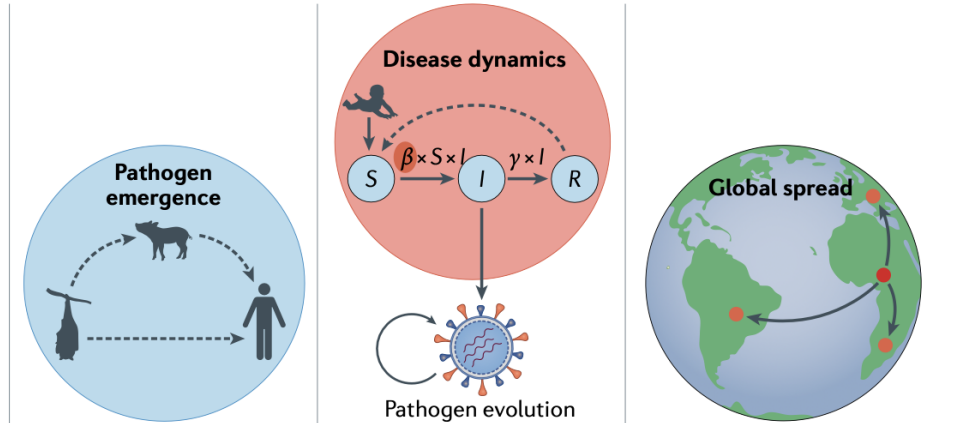 Pathogen
emergence
Disease dynamics
β × S × I
γ × I
S
I
R
Pathogen evolution
Global spread